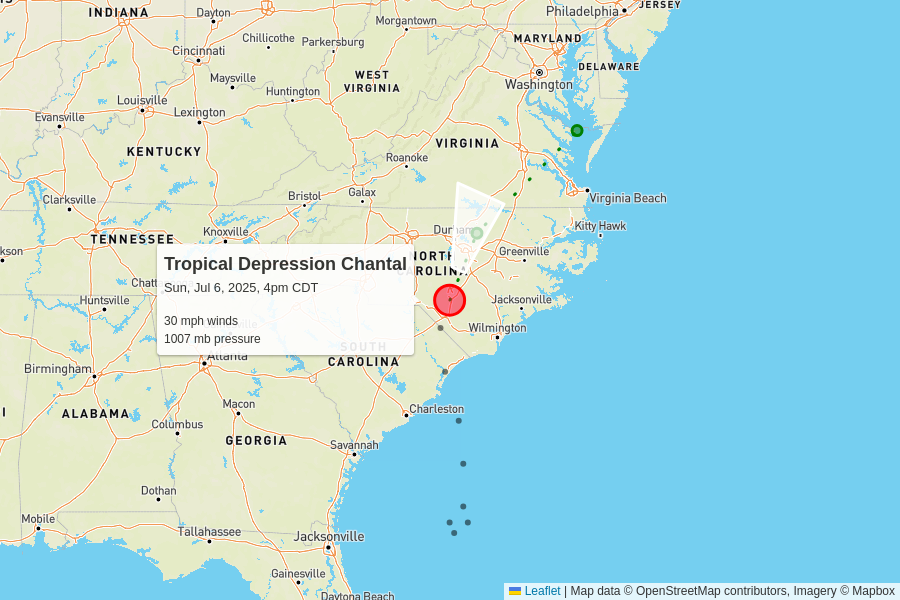 INDIANA
Dayton
Philadelphia
JERSEY
Chillicothe
Parkersburg
Morgantown
MARYLAND
Cincinnati
DELAWARE
Maysville
WEST
VIRGINIA
Washington
Huntington
Louisville
Lexington
Evansville
KENTUCKY
VIRGINIA
Roanoke
Clarksville
Bristol
Galax
Virginia Beach
Kitty Hawk
Knoxville
TENNESSEE
Greenville
NORTH
CAROLINA
Tropical Depression Chantal
Sun, Jul 6, 2025, 4pm CDT
30 mph winds
1007 mb pressure
Huntsville
Jacksonville
Wilmington
SOUTH
CAROLINA
Atlanta
Birmingham
ALABAMA
Macon
Charleston
Columbus
GEORGIA
Savannah
Dothan
Mobile
Tallahassee
Jacksonville
Gainesville
Daytona Beach
Leaflet | Map data © OpenStreetMap contributors, Imagery © Mapbox